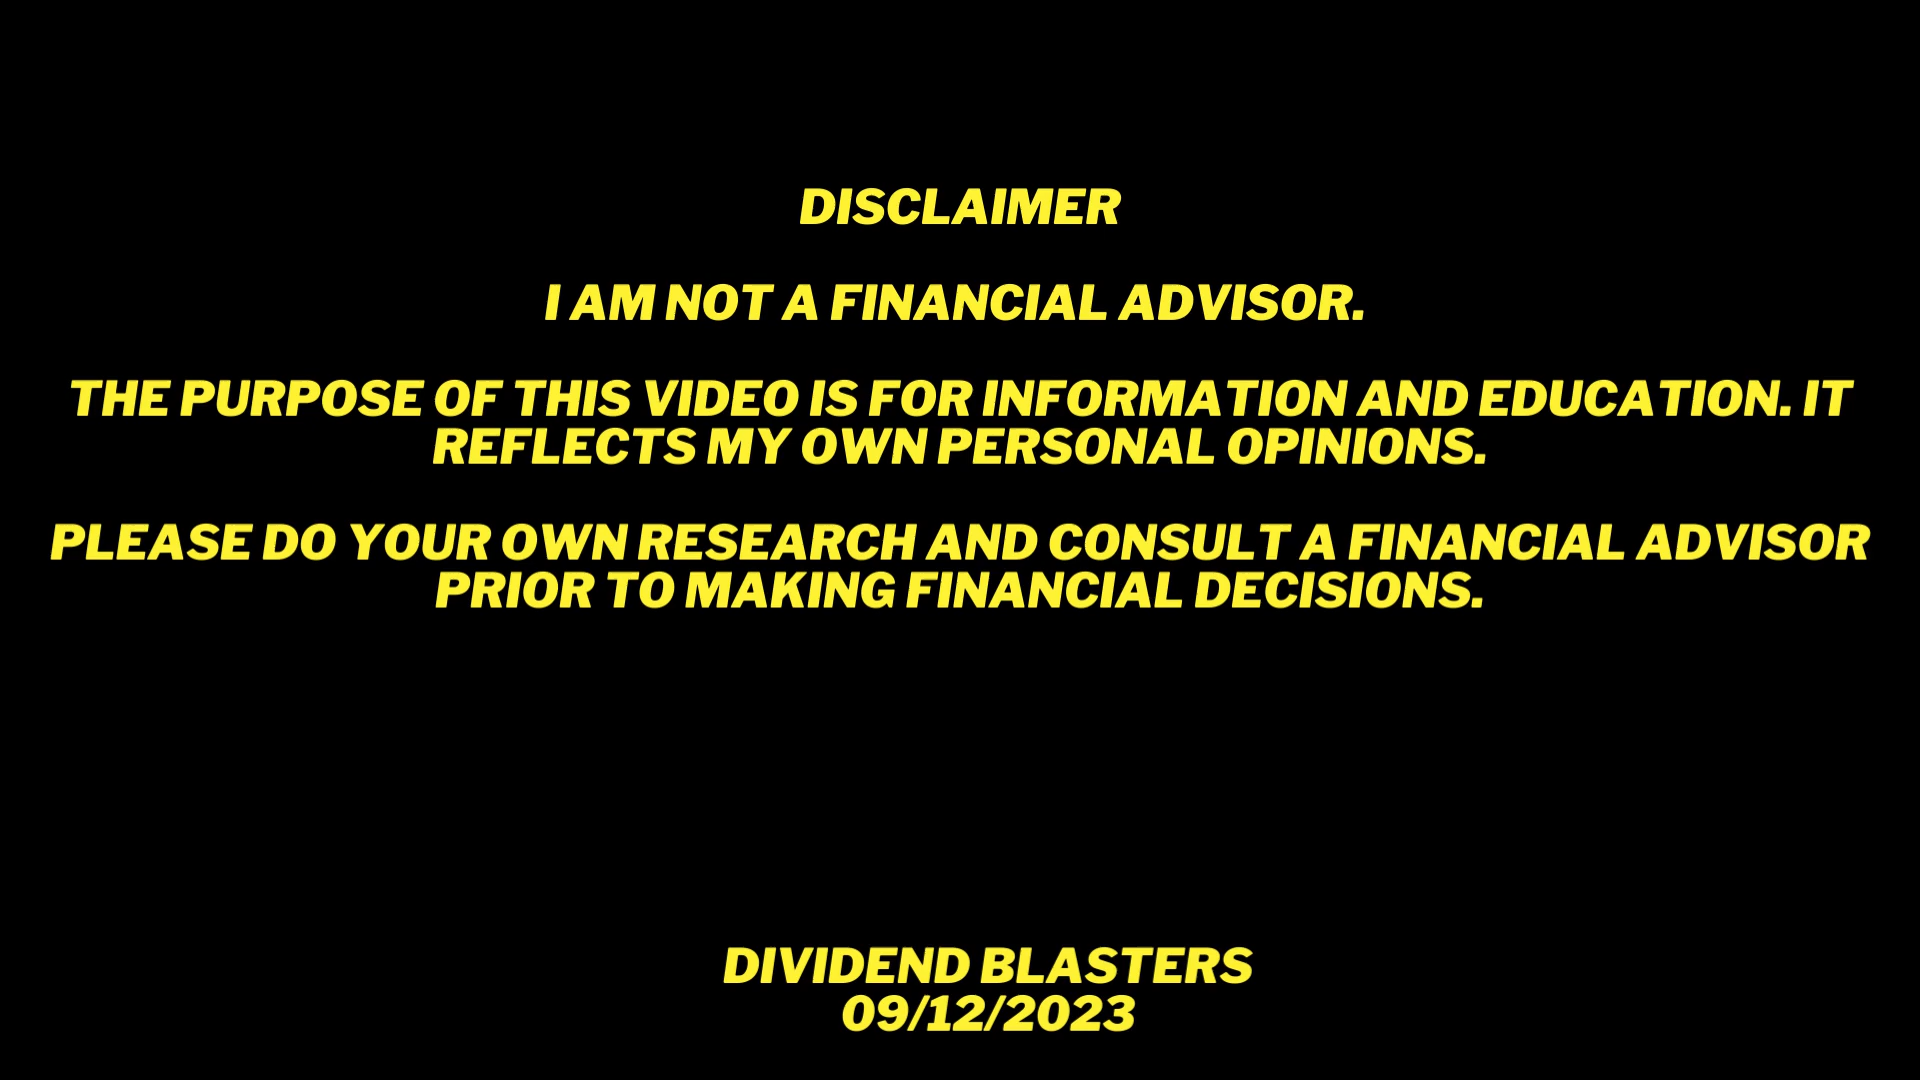 DISCLAIMER
I AM NOT A FINANCIAL ADVISOR.
THE PURPOSE OF THIS VIDEO IS FOR INFORMATION AND EDUCATION. IT
REFLECTS MY OWN PERSONAL OPINIONS.
PLEASE DO YOUR OWN RESEARCH AND CONSULT A FINANCIAL ADVISOR
PRIOR TO MAKING FINANCIAL DECISIONS.
DIVIDEND BLASTERS
09/12/2023